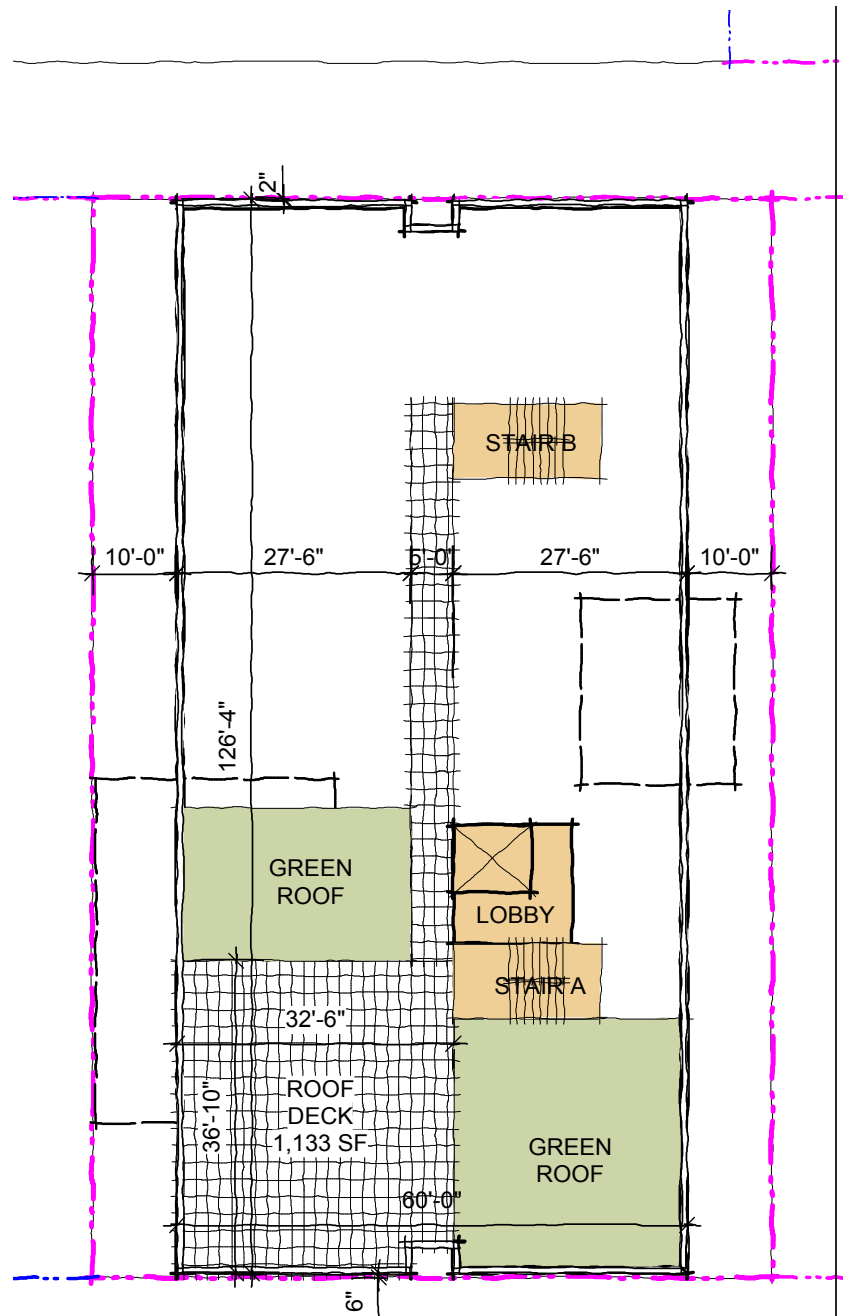 2"
STAIR B
10'-0"
27'-6"
5'-0"
27'-6"
10'-0"
126'-4"
GREEN
ROOF
LOBBY
STAIR A
32'-6"
36'-10"
ROOF
DECK
1,133 SF
GREEN
ROOF
60'-0"
6"